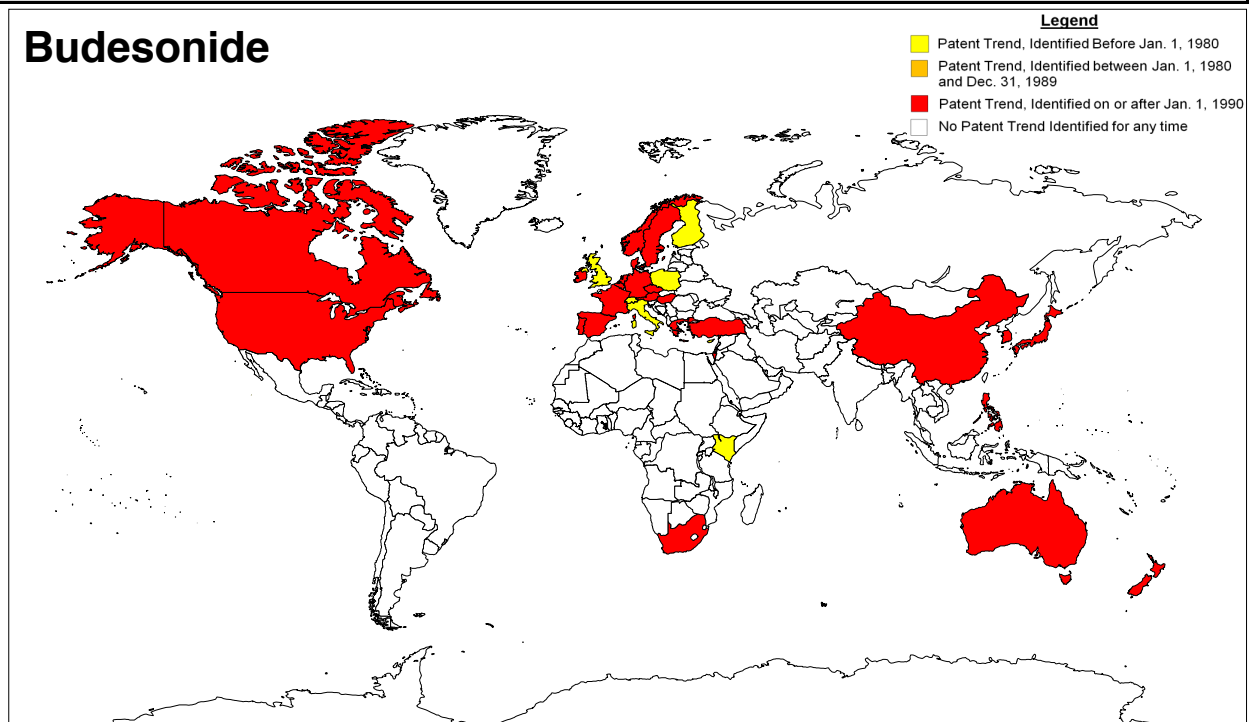 Budesonide
Legend
Patent Trend, Identified Before Jan. 1, 1980
Patent Trend, Identified between Jan. 1, 1980
and Dec. 31, 1989
Patent Trend, Identified on or after Jan. 1, 1990
No Patent Trend Identified for any time